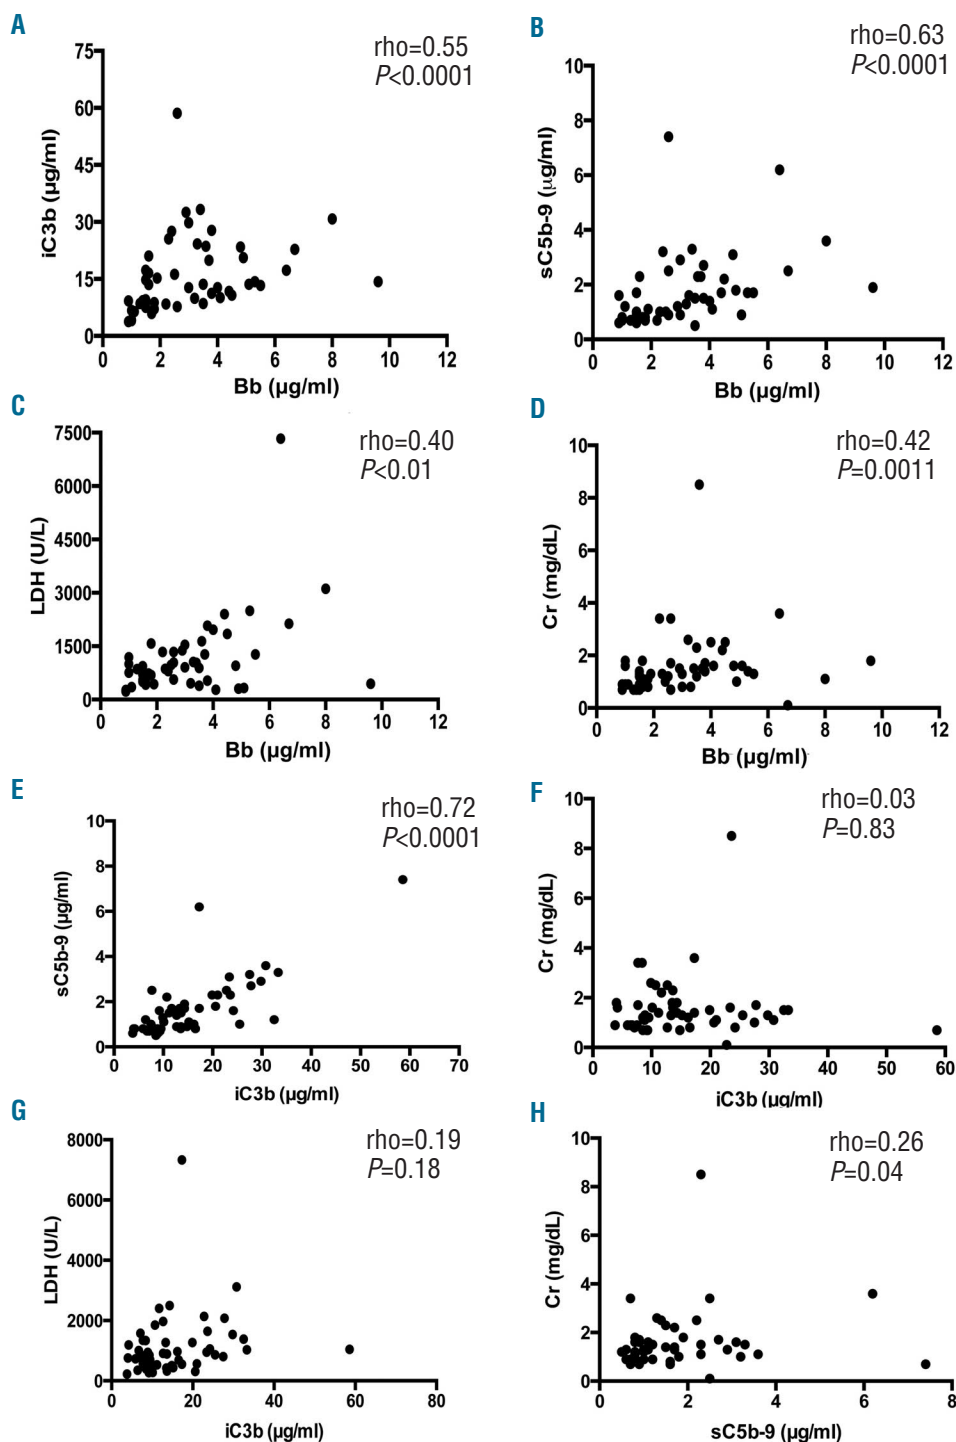 A
rho=0.55
P<0.0001
75
60
45
30
15
0
iC3b (µg/ml)
0 2 4 6 8 10 12
Bb (µg/ml)
B
rho=0.63
P<0.0001
10
8
6
4
2
0
sC5b-9 (µg/ml)
0 2 4 6 8 10 12
Bb (µg/ml)
C
rho=0.40
P<0.01
7500
6000
4500
3000
1500
0
LDH (U/L)
0 2 4 6 8 10 12
Bb (µg/ml)
D
rho=0.42
P=0.0011
10
8
6
4
2
0
Cr (mg/dL)
0 2 4 6 8 10 12
Bb (µg/ml)
E
rho=0.72
P<0.0001
10
8
6
4
2
0
sC5b-9 (µg/ml)
0 10 20 30 40 50 60 70
iC3b (µg/ml)
F
rho=0.03
P=0.83
10
8
6
4
2
0
Cr (mg/dL)
0 10 20 30 40 50 60
iC3b (µg/ml)
G
rho=0.19
P=0.18
8000
6000
4000
2000
0
LDH (U/L)
0 20 40 60 80
iC3b (µg/ml)
H
rho=0.26
P=0.04
10
8
6
4
2
0
Cr (mg/dL)
0 2 4 6 8
sC5b-9 (µg/ml)